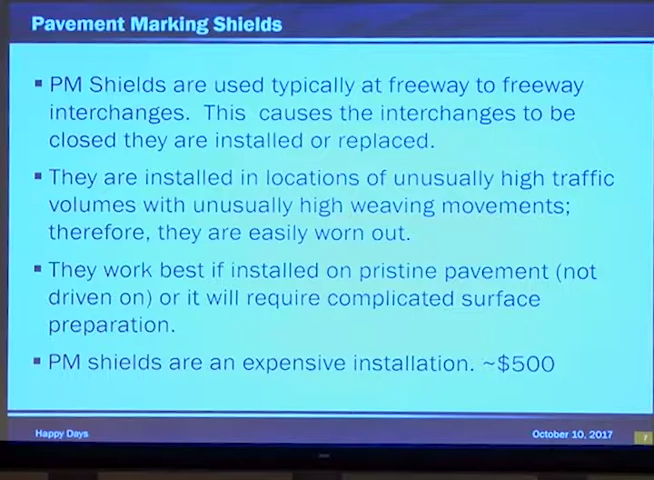 Pavement Marking Shields
▪ PM Shields are used typically at freeway to freeway
interchanges. This causes the interchanges to be
closed they are installed or replaced.
▪ They are installed in locations of unusually high traffic
volumes with unusually high weaving movements;
therefore, they are easily worn out.
▪ They work best if installed on pristine pavement (not
driven on) or it will require complicated surface
preparation.
▪ PM shields are an expensive installation. ~$500
Happy Days
October 10, 2017
7